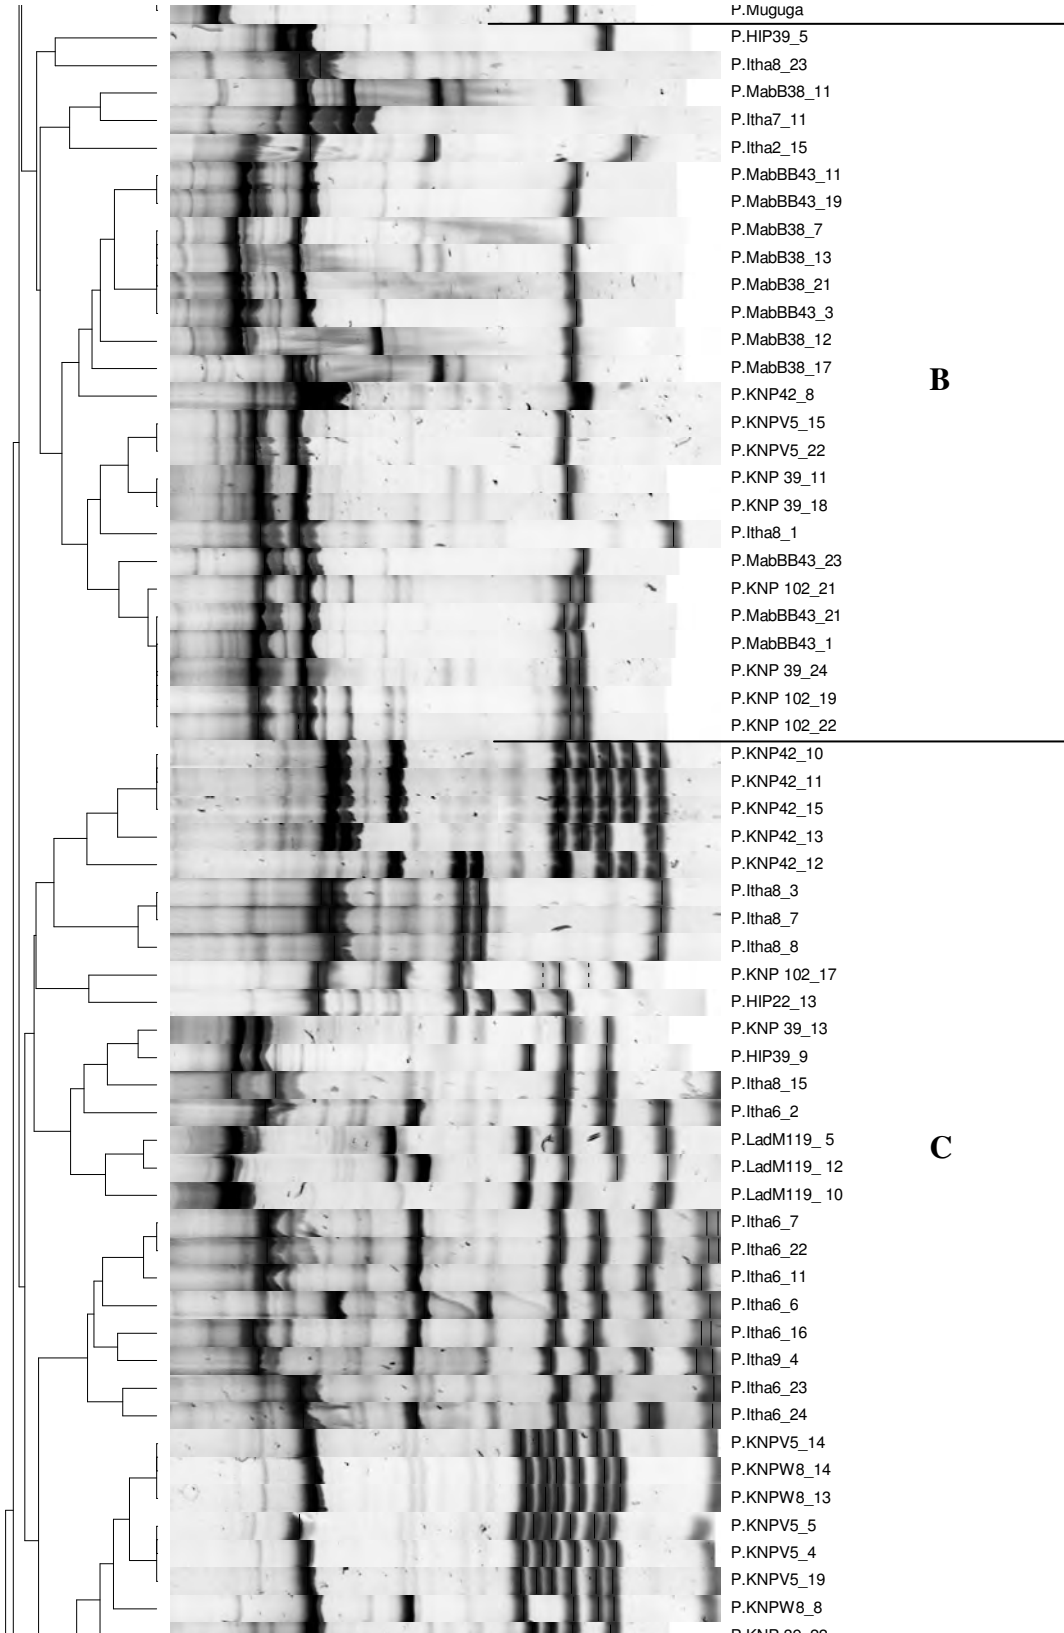 P.Muguga
P.HIP39_5
P.Itha8_23
P.MabB38_11
P.Itha7_11
P.Itha2_15
P.MabBB43_11
P.MabBB43_19
P.MabB38_7
P.MabB38_13
P.MabB38_21
P.MabBB43_3
P.MabB38_12
P.MabB38_17
B
P.KNP42_8
P.KNPV5_15
P.KNPV5_22
P.KNP 39_11
P.KNP 39_18
P.Itha8_1
P.MabBB43_23
P.KNP 102_21
P.MabBB43_21
P.MabBB43_1
P.KNP 39_24
P.KNP 102_19
P.KNP 102_22
P.KNP42_10
P.KNP42_11
P.KNP42_15
P.KNP42_13
P.KNP42_12
P.Itha8_3
P.Itha8_7
P.Itha8_8
P.KNP 102_17
P.HIP22_13
P.KNP 39_13
P.HIP39_9
P.Itha8_15
P.Itha6_2
P.LadM119_ 5
C
P.LadM119_ 12
P.LadM119_ 10
P.Itha6_7
P.Itha6_22
P.Itha6_11
P.Itha6_6
P.Itha6_16
P.Itha9_4
P.Itha6_23
P.Itha6_24
P.KNPV5_14
P.KNPW8_14
P.KNPW8_13
P.KNPV5_5
P.KNPV5_4
P.KNPV5_19
P.KNPW8_8